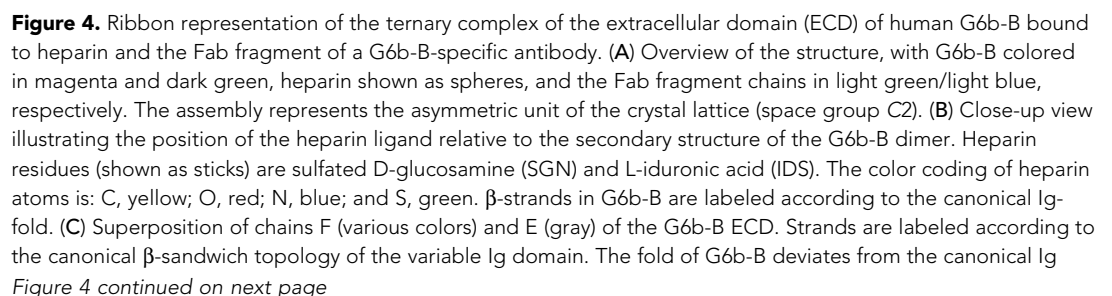 Figure 4. Ribbon representation of the ternary complex of the extracellular domain (ECD) of human G6b-B bound
to heparin and the Fab fragment of a G6b-B-specific antibody. (A) Overview of the structure, with G6b-B colored
in magenta and dark green, heparin shown as spheres, and the Fab fragment chains in light green/light blue,
respectively. The assembly represents the asymmetric unit of the crystal lattice (space group C2). (B) Close-up view
illustrating the position of the heparin ligand relative to the secondary structure of the G6b-B dimer. Heparin
residues (shown as sticks) are sulfated D-glucosamine (SGN) and L-iduronic acid (IDS). The color coding of heparin
atoms is: C, yellow; O, red; N, blue; and S, green. β-strands in G6b-B are labeled according to the canonical Ig-
fold. (C) Superposition of chains F (various colors) and E (gray) of the G6b-B ECD. Strands are labeled according to
the canonical β-sandwich topology of the variable Ig domain. The fold of G6b-B deviates from the canonical Ig
Figure 4 continued on next page